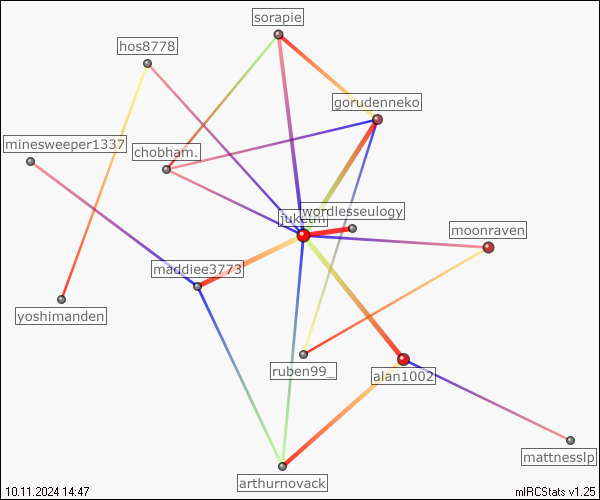 sorapie
hos8778
gorudenneko
minesweeper1337
chobham.
wordlesseulogy
moonraven
maddiee3773
yoshimanden
ruben99_
alan1002
mattnesslp
arthurnovack
10.11.2024 14:47
mIRCStats v1.25